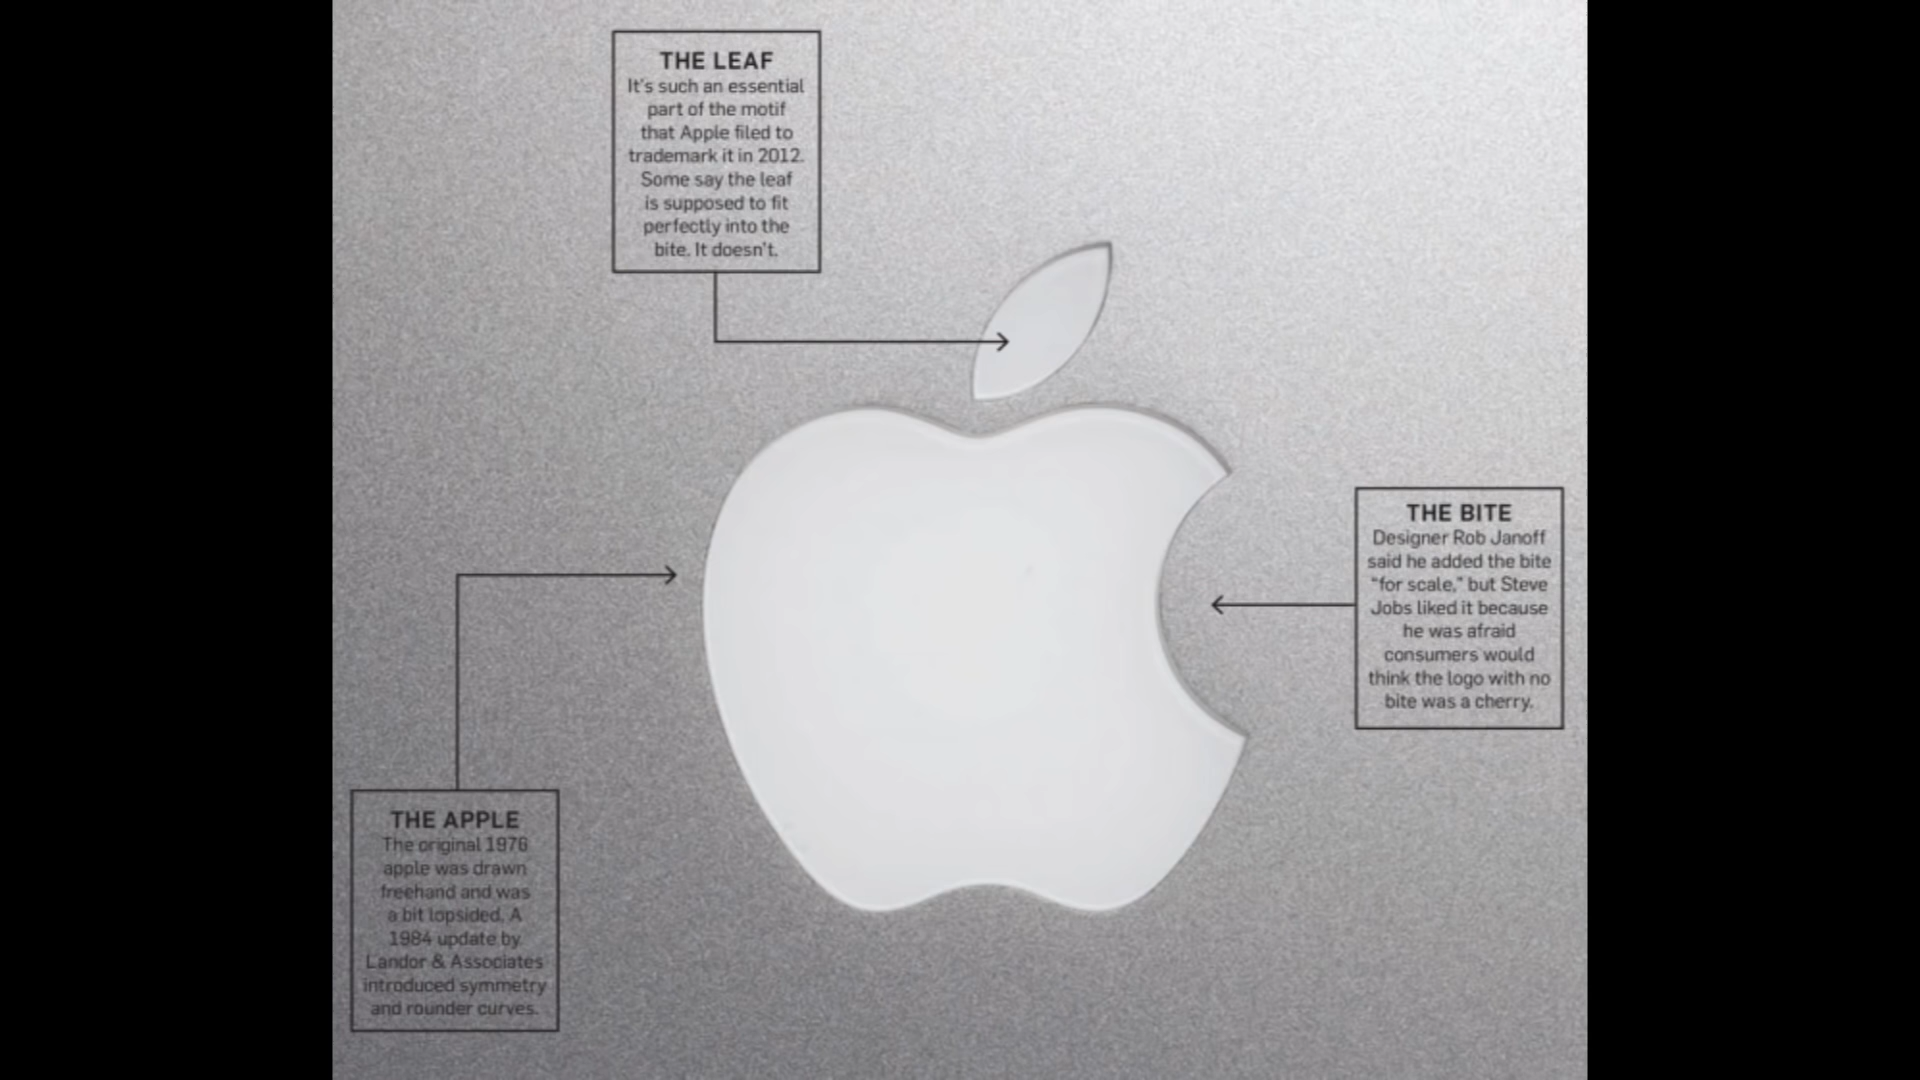 THE LEAF
It's such an essential
part of the motif
that Apple filed to
trademark it in 2012.
Some say the leaf
is supposed to fit
perfectly into the
bite. It doesn't.
THE BITE
Designer Rob Janoff
said he added the bite
“for scale,” but Steve
Jobs liked it because
he was afraid
consumers would
think the logo with no
bite was a cherry.
THE APPLE
The original 1976
apple was drawn
freehand and was
a bit lopsided. A
1984 update by
Landor & Associates
introduced symmetry
and rounder curves.